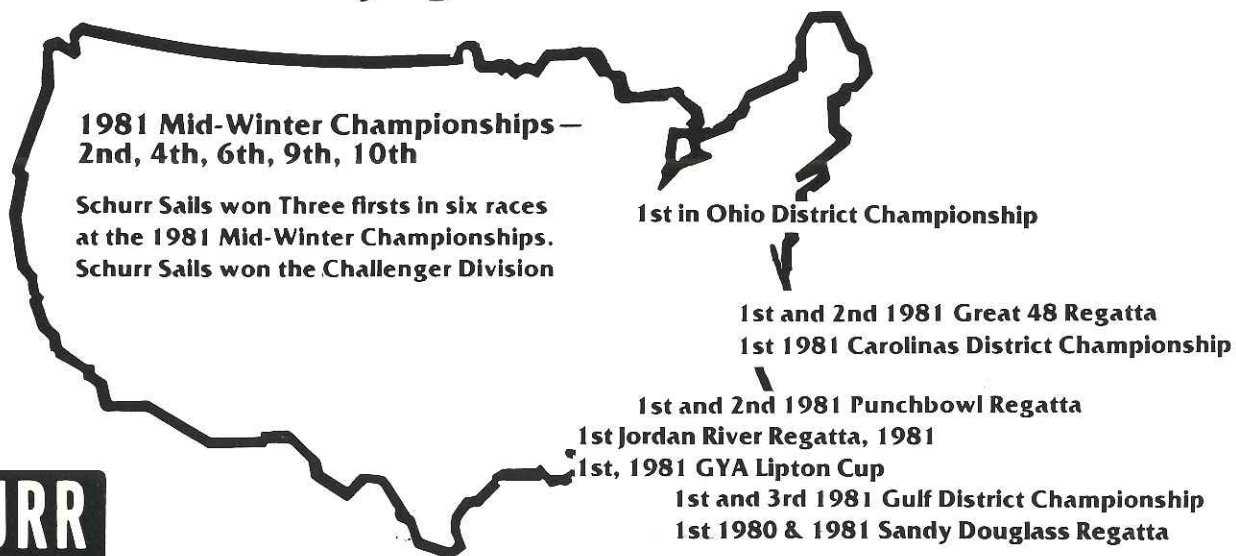 1981 Mid-Winter Championships—
2nd, 4th, 6th, 9th, 10th
Schurr Sails won Three firsts in six races
at the 1981 Mid-Winter Championships.
Schurr Sails won the Challenger Division
1st in Ohio District Championship
1st and 2nd 1981 Great 48 Regatta
1st 1981 Carolinas District Championship
1st and 2nd 1981 Punchbowl Regatta
1st Jordan River Regatta, 1981
1st, 1981 GYA Lipton Cup
1st and 3rd 1981 Gulf District Championship
1st 1980 & 1981 Sandy Douglass Regatta